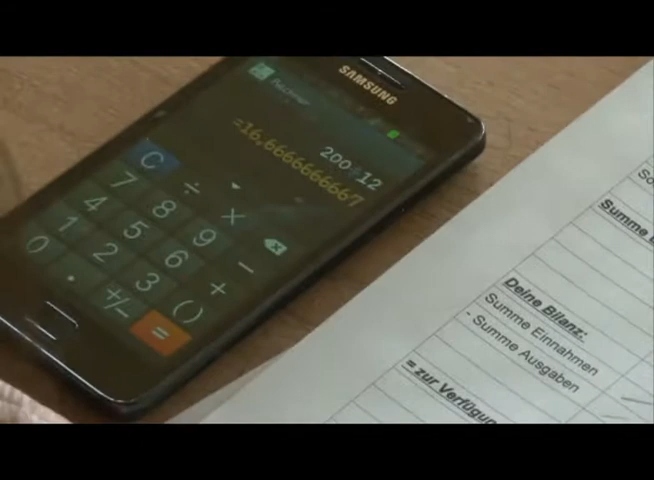 SAMSUNG
Rechner
200÷12
=16,6666666667
C ÷ ×
7 8 9 −
4 5 6 +
1 2 3 ()
0 . +/− =
Summe
Deine Bilanz:
Summe Einnahmen
- Summe Ausgaben
= zur